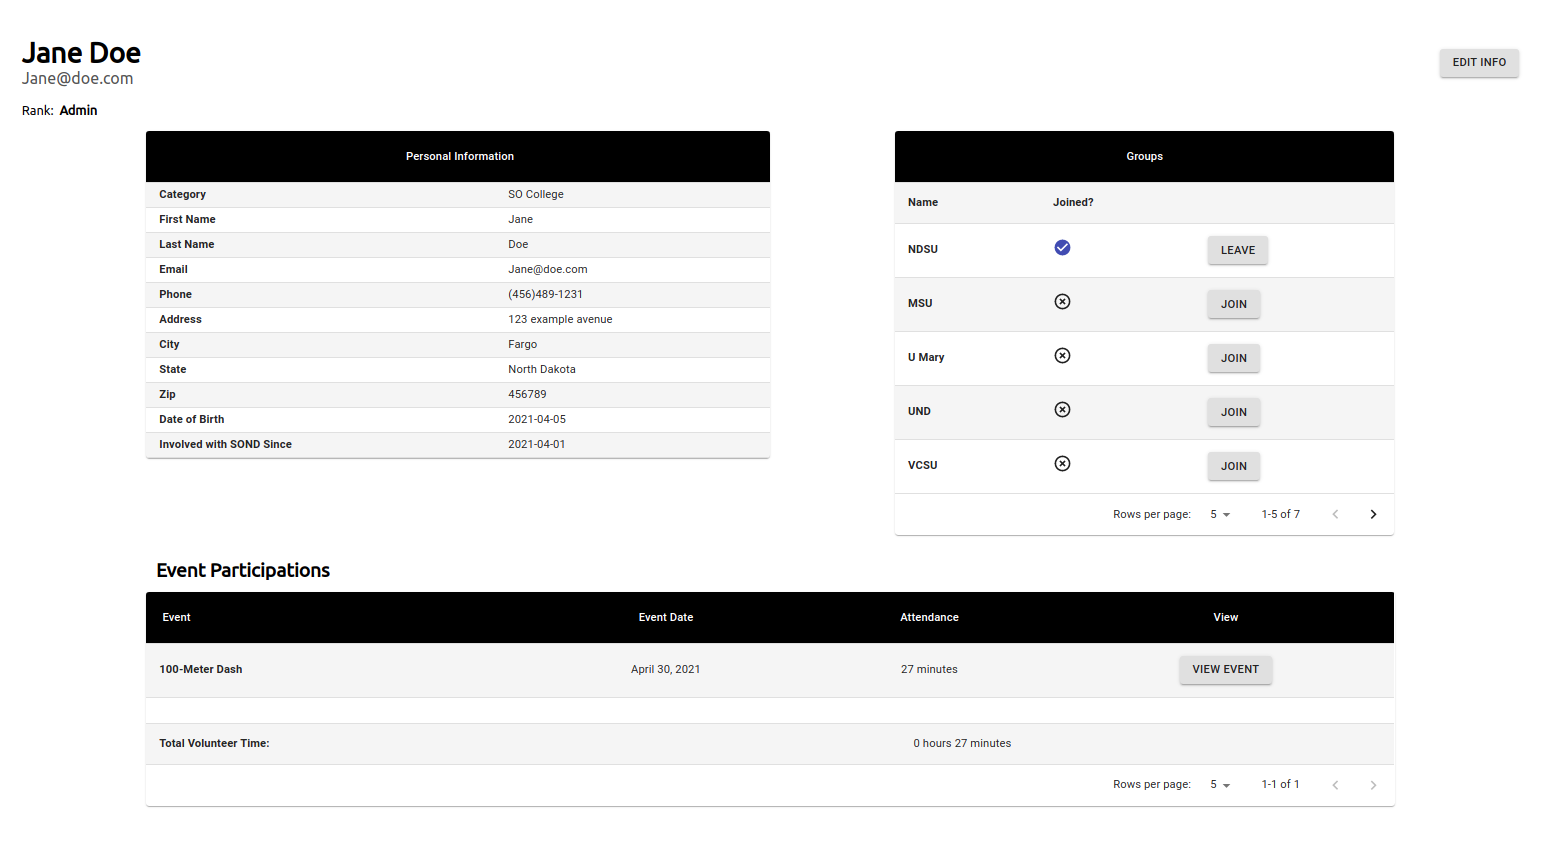 Jane Doe
Jane@doe.com
EDIT INFO
Rank: Admin
Personal Information
Category SO College
First Name Jane
Last Name Doe
Email Jane@doe.com
Phone (456)489-1231
Address 123 example avenue
City Fargo
State North Dakota
Zip 456789
Date of Birth 2021-04-05
Involved with SOND Since 2021-04-01
Groups
Name Joined?
NDSU LEAVE
MSU JOIN
U Mary JOIN
UND JOIN
VCSU JOIN
Rows per page: 5 1-5 of 7
Event Participations
Event Event Date Attendance View
100-Meter Dash April 30, 2021 27 minutes VIEW EVENT
Total Volunteer Time: 0 hours 27 minutes
Rows per page: 5 1-1 of 1